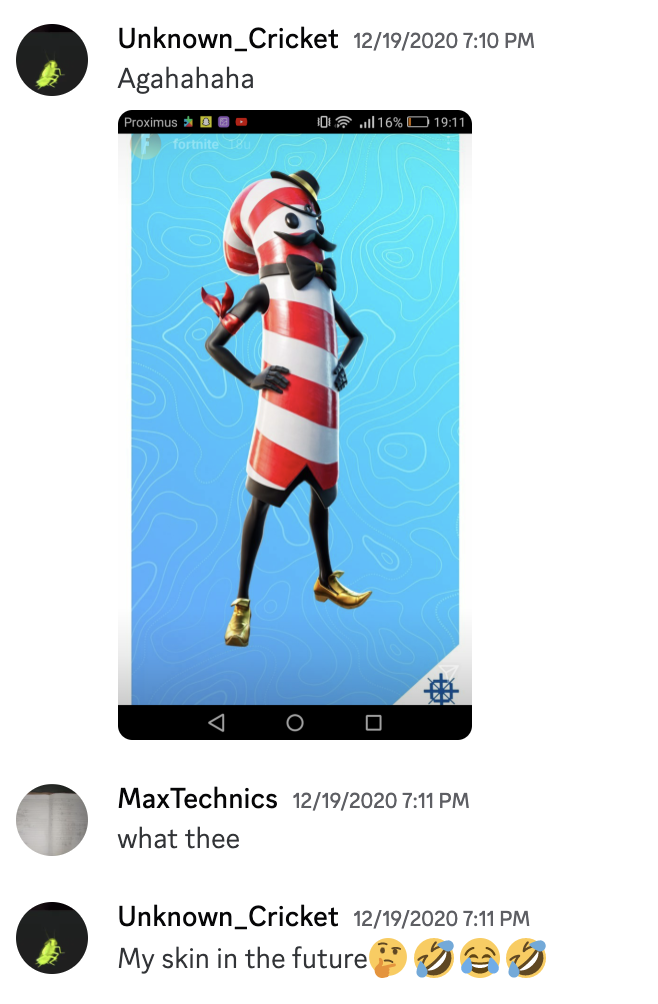 Unknown_Cricket 12/19/2020 7:10 PM
Agahahaha
Proximus 16% 19:11
fortnite 18u
MaxTechnics 12/19/2020 7:11 PM
what thee
Unknown_Cricket 12/19/2020 7:11 PM
My skin in the future🤔🤣😂🤣